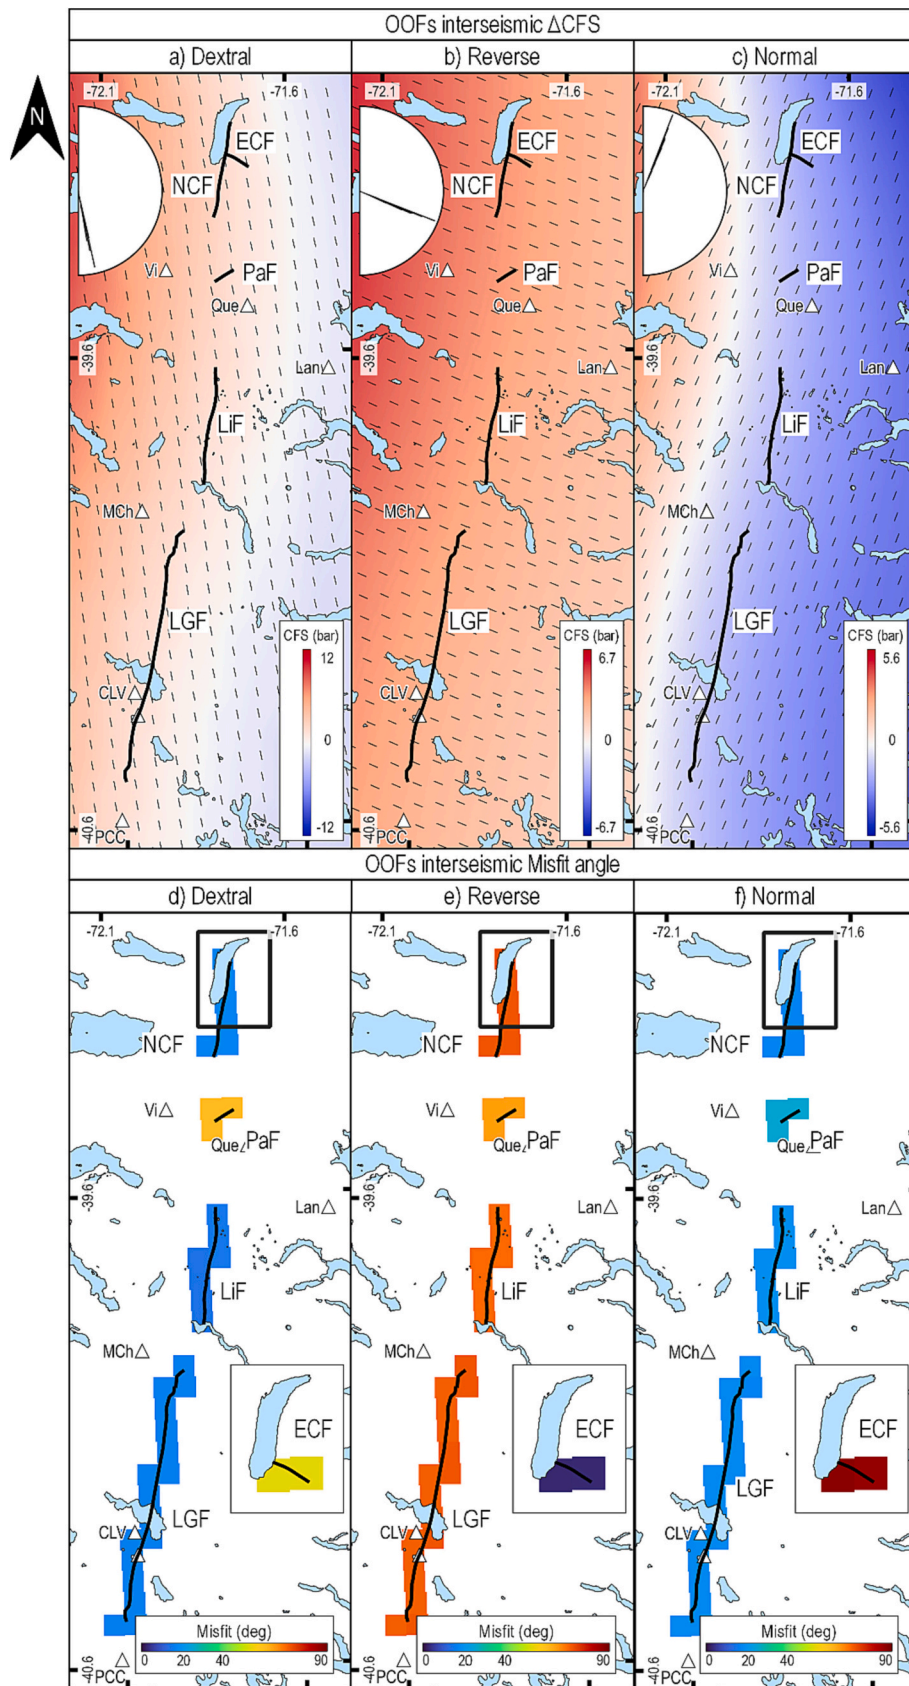 OOFs interseismic ΔCFS
a) Dextral
b) Reverse
c) Normal
N
-72.1
-71.6
ECF
NCF
PaF
Vi
Que
-39.6
Lan
LiF
MCh
LGF
CLV
CFS (bar)
12
0
-12
-40.6
PCC
-72.1
-71.6
ECF
NCF
PaF
Vi
Que
-39.6
Lan
LiF
MCh
LGF
CLV
CFS (bar)
6.7
0
-6.7
-40.6
PCC
-72.1
-71.6
ECF
NCF
PaF
Vi
Que
-39.6
Lan
LiF
MCh
LGF
CLV
CFS (bar)
5.6
0
-5.6
-40.6
PCC
OOFs interseismic Misfit angle
d) Dextral
e) Reverse
f) Normal
-72.1
-71.6
NCF
Vi
Que
PaF
-39.6
Lan
LiF
MCh
ECF
LGF
CLV
Misfit (deg)
0
20
40
90
-40.6
PCC
-72.1
-71.6
NCF
Vi
Que
PaF
-39.6
Lan
LiF
MCh
ECF
LGF
CLV
Misfit (deg)
0
20
40
90
-40.6
PCC
-72.1
-71.6
NCF
Vi
Que
PaF
-39.6
Lan
LiF
MCh
ECF
LGF
CLV
Misfit (deg)
0
20
40
90
-40.6
PCC